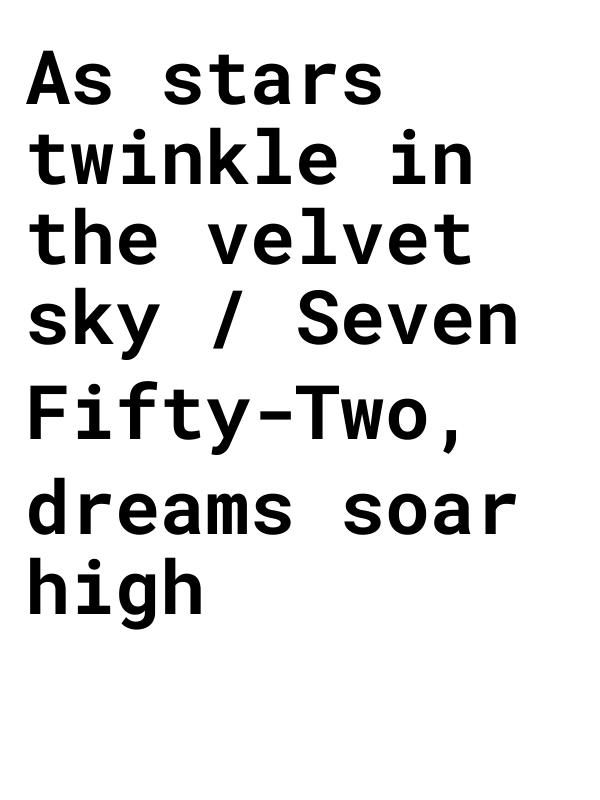 As stars
twinkle in
the velvet
sky / Seven
Fifty-Two,
dreams soar
high